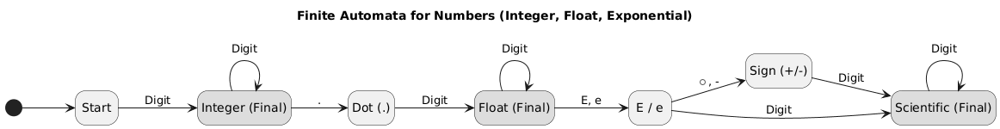 Finite Automata for Numbers (Integer, Float, Exponential)
Digit
Digit
Digit
Sign (+/-)
○, -
Digit
Start
Digit
Integer (Final)
.
Dot (.)
Digit
Float (Final)
E, e
E / e
Digit
Scientific (Final)